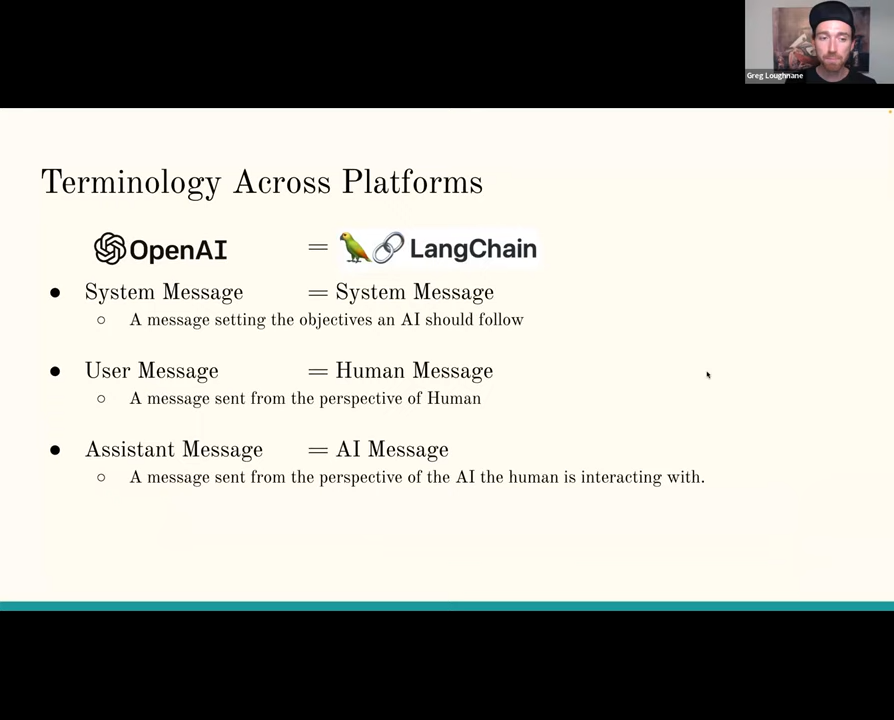 Greg Loughnane
Terminology Across Platforms
OpenAI = LangChain
● System Message = System Message
○ A message setting the objectives an AI should follow
● User Message = Human Message
○ A message sent from the perspective of Human
● Assistant Message = AI Message
○ A message sent from the perspective of the AI the human is interacting with.